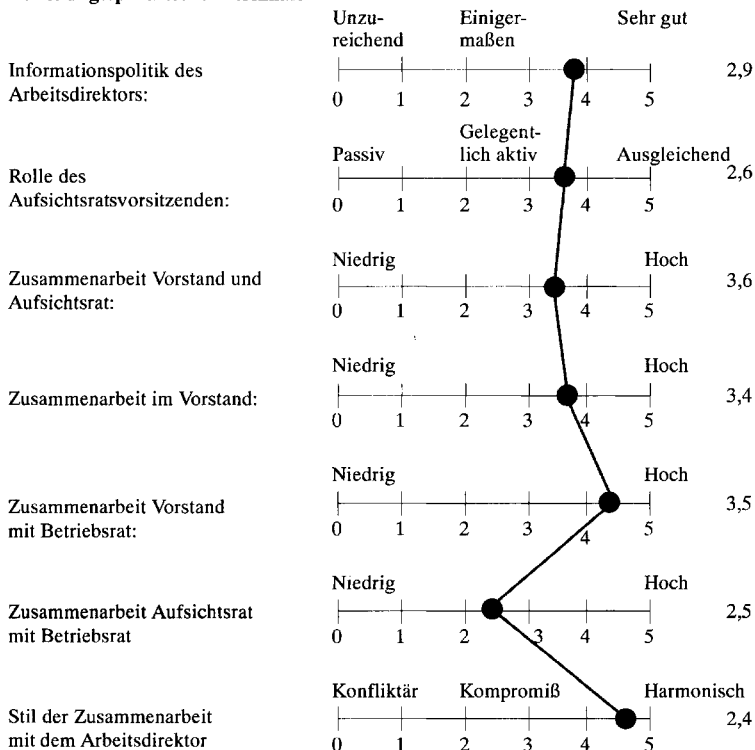 Unzu- Einiger- Sehr gut
reichend maßen
Informationspolitik des 2,9
Arbeitsdirektors:
0 1 2 3 4 5
Gelegent-
Passiv lich aktiv Ausgleichend
Rolle des 2,6
Aufsichtsratsvorsitzenden:
0 1 2 3 4 5
Niedrig Hoch
Zusammenarbeit Vorstand und 3,6
Aufsichtsrat:
0 1 2 3 4 5
Niedrig Hoch
Zusammenarbeit im Vorstand: 3,4
0 1 2 3 4 5
Niedrig Hoch
Zusammenarbeit Vorstand 3,5
mit Betriebsrat:
0 1 2 3 4 5
Niedrig Hoch
Zusammenarbeit Aufsichtsrat 2,5
mit Betriebsrat
0 1 2 3 4 5
Konfliktär Kompromiß Harmonisch
Stil der Zusammenarbeit 2,4
mit dem Arbeitsdirektor
0 1 2 3 4 5